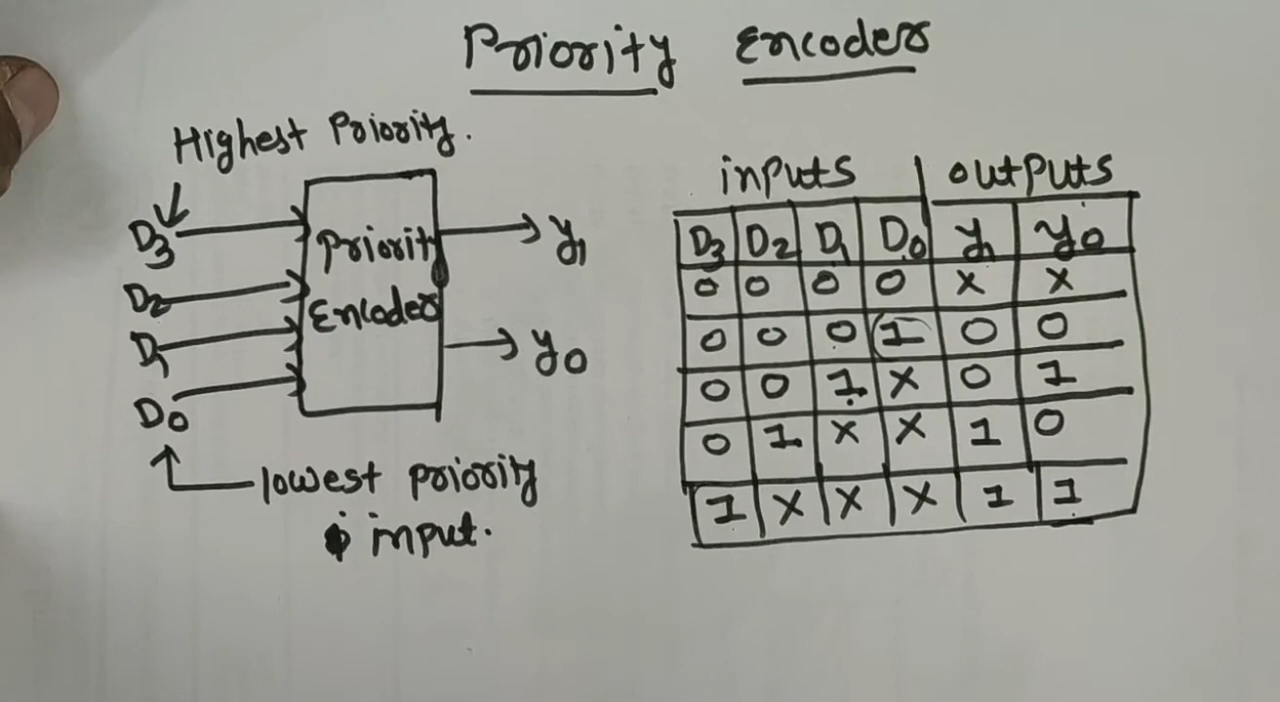 Priority Encoder
Highest Priority.
D3
D2
D1
D0
Priority
Encoder
y1
y0
lowest priority
input.
inputs | outputs
D3 D2 D1 D0 y1 y0
0 0 0 0 x x
0 0 0 1 0 0
0 0 1 x 0 1
0 1 x x 1 0
1 x x x 1 1